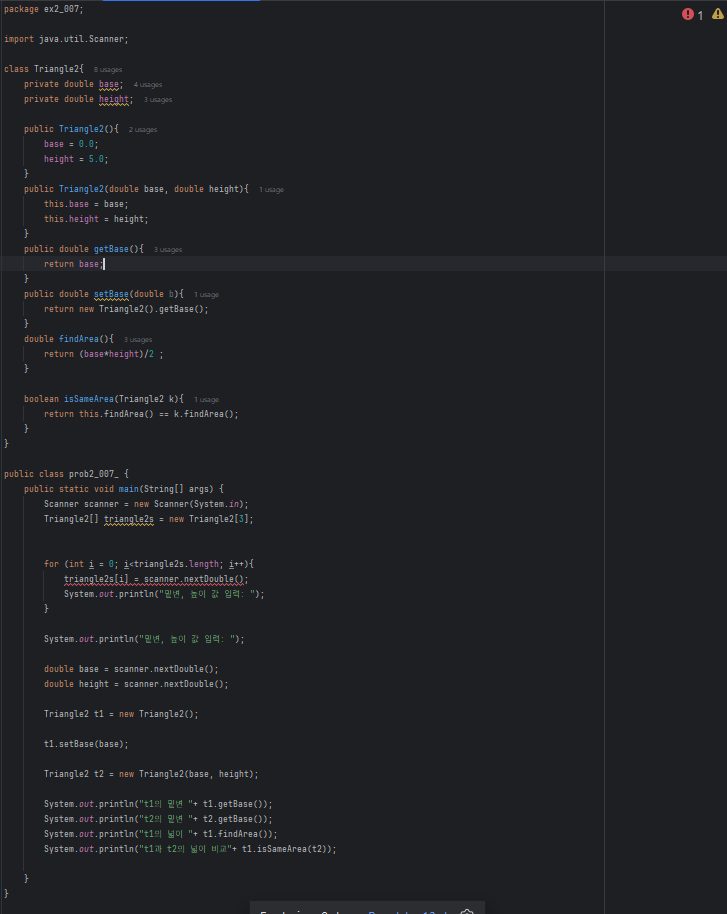 package ex2_007;
import java.util.Scanner;
class Triangle2{ 8 usages
private double base; 4 usages
private double height; 3 usages
public Triangle2(){ 2 usages
base = 0.0;
height = 5.0;
}
public Triangle2(double base, double height){ 1 usage
this.base = base;
this.height = height;
}
public double getBase(){ 3 usages
return base;
}
public double setBase(double b){ 1 usage
return new Triangle2().getBase();
}
double findArea(){ 3 usages
return (base*height)/2 ;
}
boolean isSameArea(Triangle2 k){ 1 usage
return this.findArea() == k.findArea();
}
}
public class prob2_007_ {
public static void main(String[] args) {
Scanner scanner = new Scanner(System.in);
Triangle2[] triangle2s = new Triangle2[3];
for (int i = 0; i<triangle2s.length; i++){
triangle2s[i] = scanner.nextDouble();
System.out.println("밑변, 높이 값 입력: ");
}
System.out.println("밑변, 높이 값 입력: ");
double base = scanner.nextDouble();
double height = scanner.nextDouble();
Triangle2 t1 = new Triangle2();
t1.setBase(base);
Triangle2 t2 = new Triangle2(base, height);
System.out.println("t1의 밑변 "+ t1.getBase());
System.out.println("t2의 밑변 "+ t2.getBase());
System.out.println("t1의 넓이 "+ t1.findArea());
System.out.println("t1과 t2의 넓이 비교"+ t1.isSameArea(t2));
}
}
1